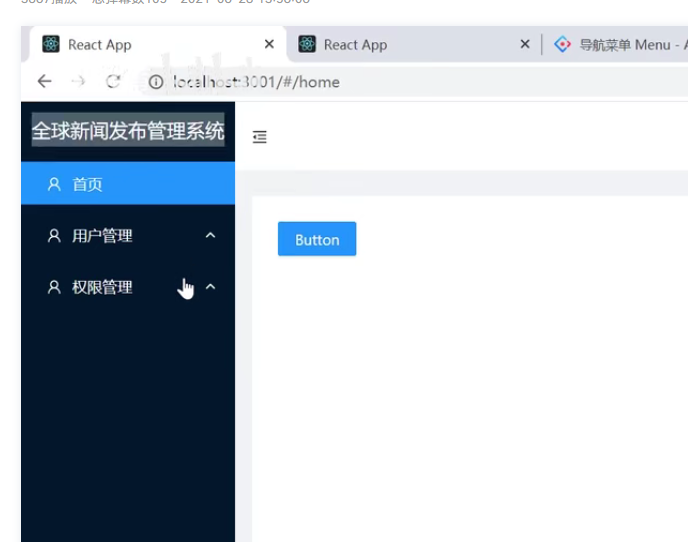 React App
React App
导航菜单 Menu - A
localhost:3001/#/home
全球新闻发布管理系统
首页
用户管理
Button
权限管理